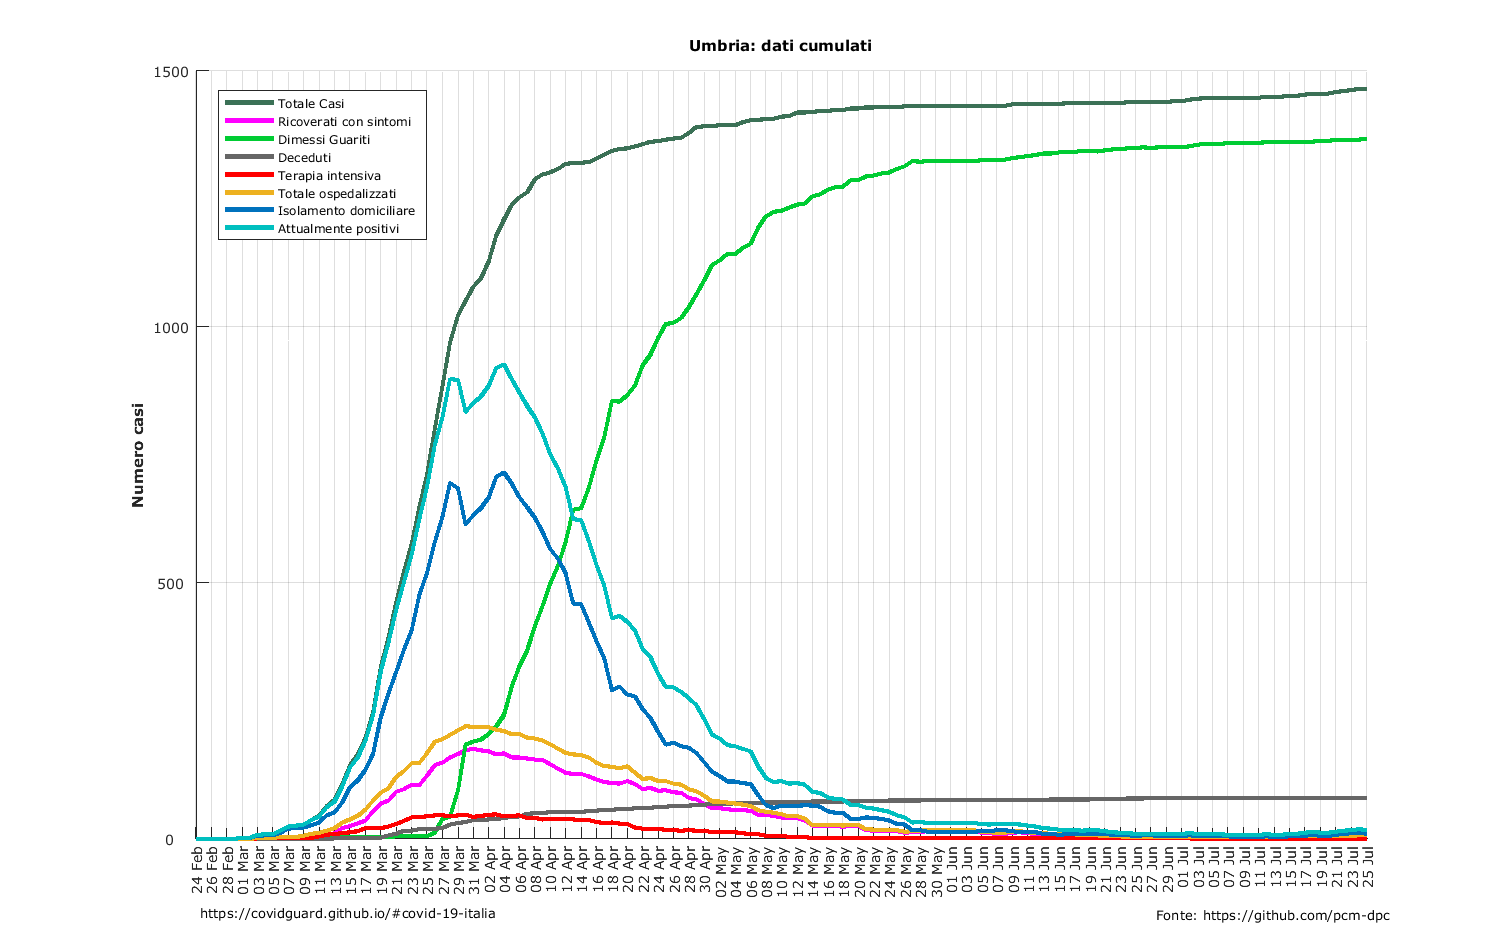 Umbria: dati cumulati
1500
1000
500
0
Numero casi
Totale Casi
Ricoverati con sintomi
Dimessi Guariti
Deceduti
Terapia intensiva
Totale ospedalizzati
Isolamento domiciliare
Attualmente positivi
24 Feb
26 Feb
28 Feb
01 Mar
03 Mar
05 Mar
07 Mar
09 Mar
11 Mar
13 Mar
15 Mar
17 Mar
19 Mar
21 Mar
23 Mar
25 Mar
27 Mar
29 Mar
31 Mar
02 Apr
04 Apr
06 Apr
08 Apr
10 Apr
12 Apr
14 Apr
16 Apr
18 Apr
20 Apr
22 Apr
24 Apr
26 Apr
28 Apr
30 Apr
02 May
04 May
06 May
08 May
10 May
12 May
14 May
16 May
18 May
20 May
22 May
24 May
26 May
28 May
30 May
01 Jun
03 Jun
05 Jun
07 Jun
09 Jun
11 Jun
13 Jun
15 Jun
17 Jun
19 Jun
21 Jun
23 Jun
25 Jun
27 Jun
29 Jun
01 Jul
03 Jul
05 Jul
07 Jul
09 Jul
11 Jul
13 Jul
15 Jul
17 Jul
19 Jul
21 Jul
23 Jul
25 Jul
https://covidguard.github.io/#covid-19-italia
Fonte: https://github.com/pcm-dpc